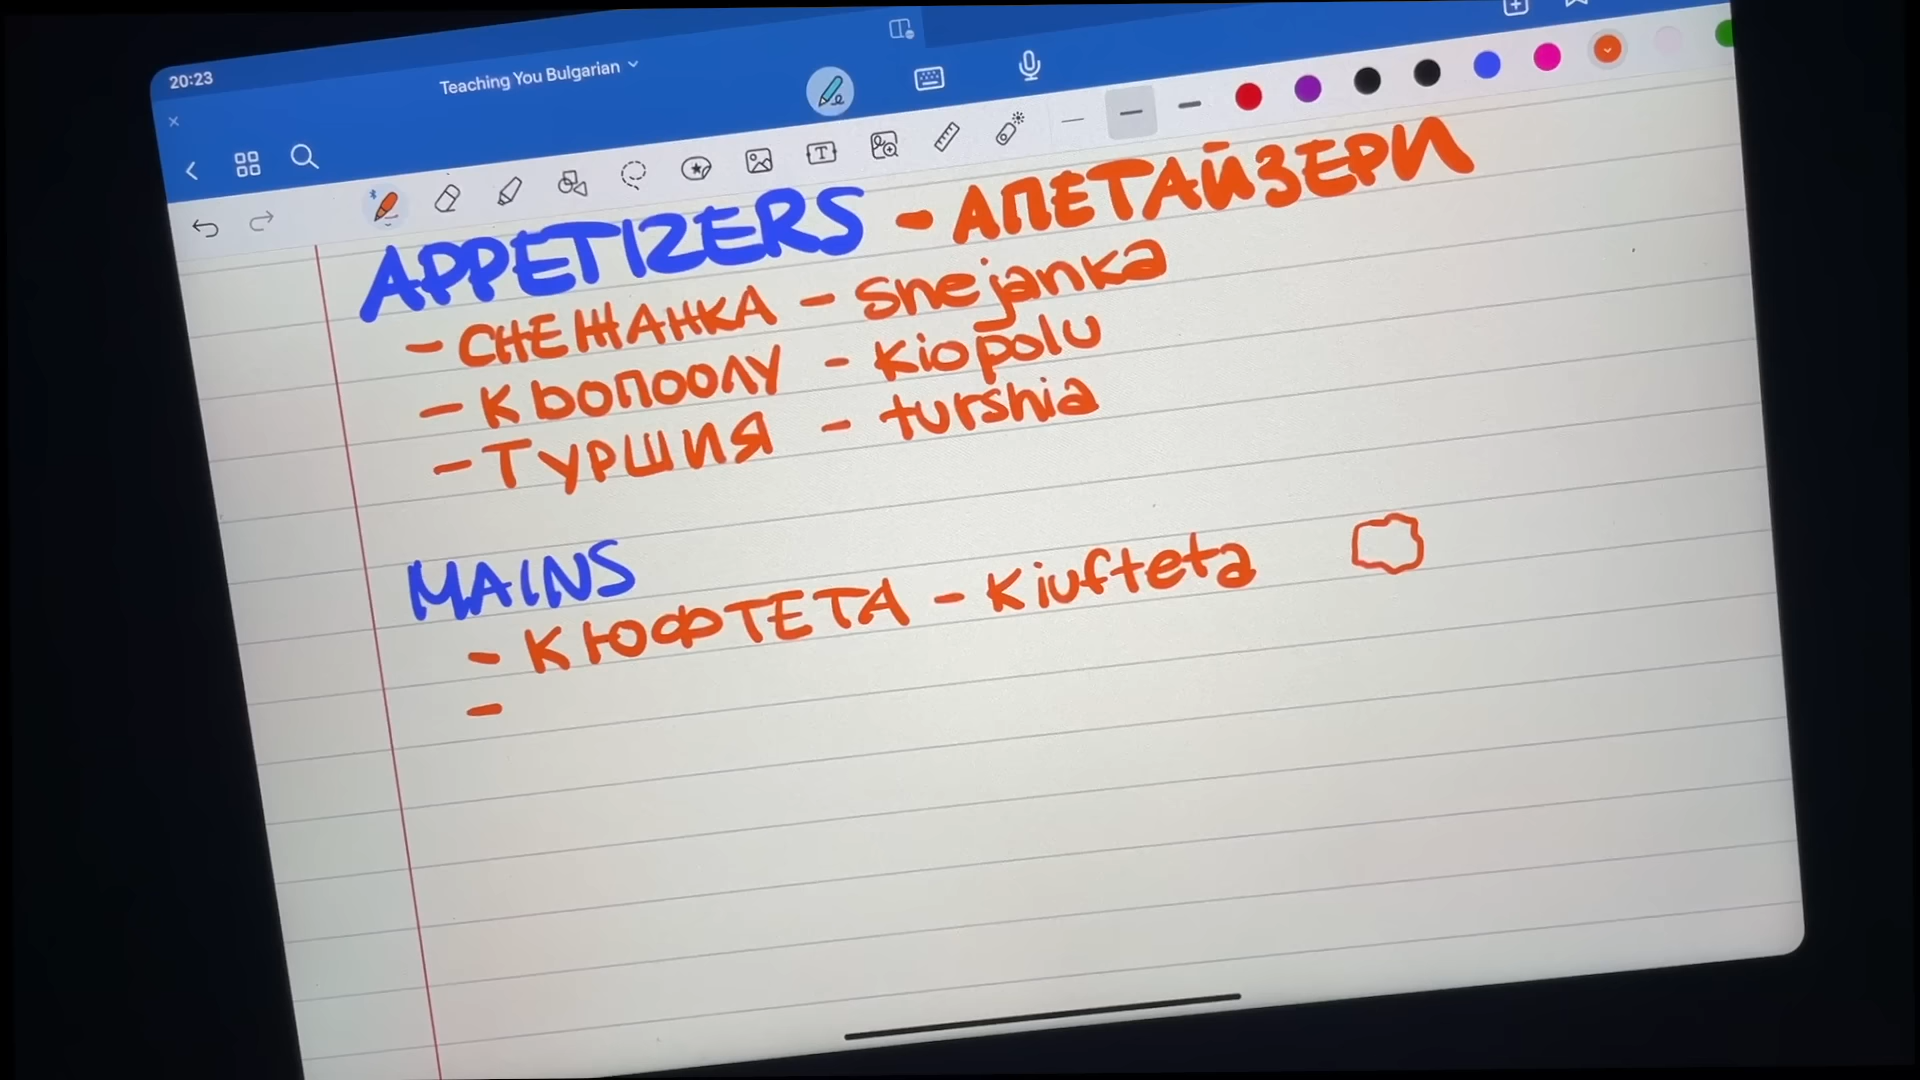 20:23
Teaching You Bulgarian
APPETIZERS - АПЕТАЙЗЕРИ
- СНЕЖАНКА - Snejanka
- КЬОПООЛУ - Kiopolu
- ТУРШИЯ - turshia
MAINS
- КЮФТЕТА - Kiufteta
-